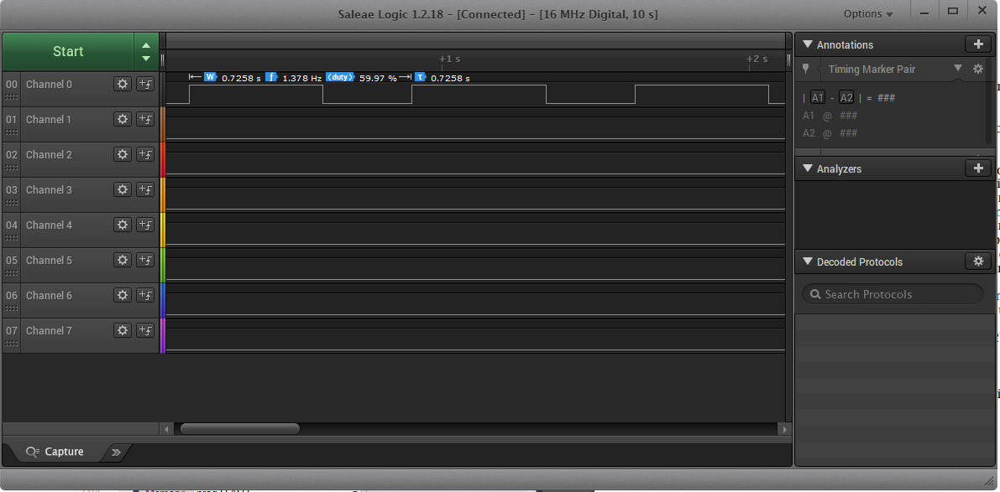 Saleae Logic 1.2.18 - [Connected] - [16 MHz Digital, 10 s]
Options
Start
+1 s
+2 s
W 0.7258 s f 1.378 Hz ⟨duty⟩ 59.97 % τ 0.7258 s
00 Channel 0
01 Channel 1
02 Channel 2
03 Channel 3
04 Channel 4
05 Channel 5
06 Channel 6
07 Channel 7
Capture
Annotations
Timing Marker Pair
| A1 - A2 | = ###
A1 @ ###
A2 @ ###
Analyzers
Decoded Protocols
Search Protocols